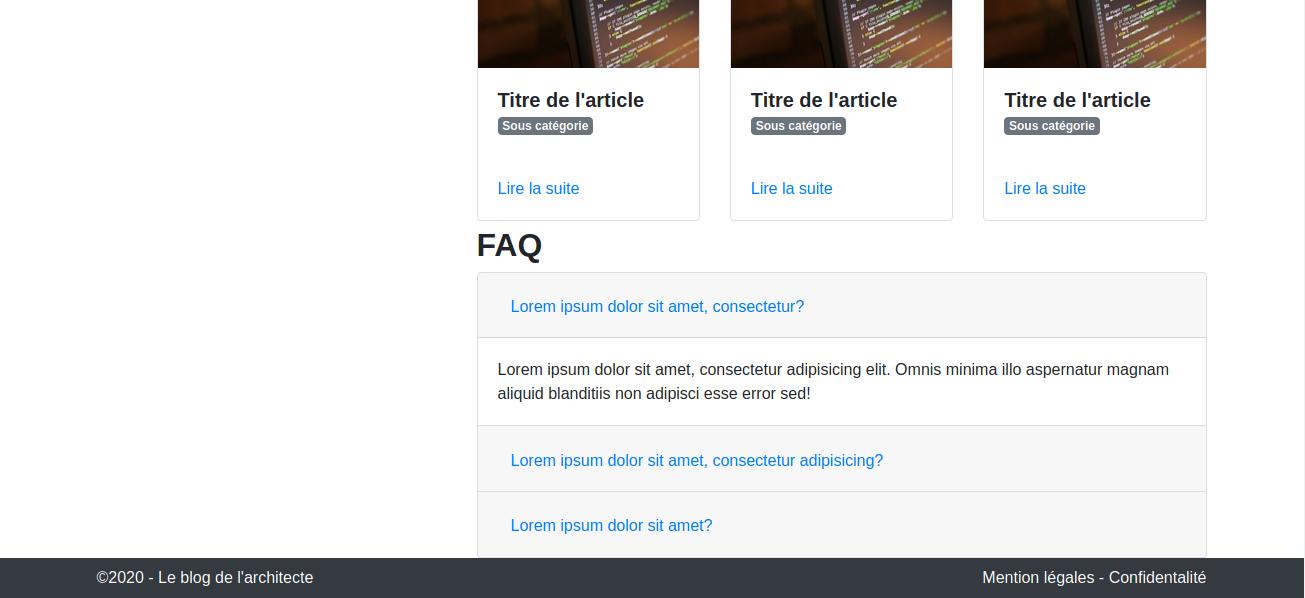 Titre de l'article Titre de l'article Titre de l'article
Sous catégorie Sous catégorie Sous catégorie
Lire la suite Lire la suite Lire la suite
FAQ
Lorem ipsum dolor sit amet, consectetur?
Lorem ipsum dolor sit amet, consectetur adipisicing elit. Omnis minima illo aspernatur magnam
aliquid blanditiis non adipisci esse error sed!
Lorem ipsum dolor sit amet, consectetur adipisicing?
Lorem ipsum dolor sit amet?
©2020 - Le blog de l'architecte Mention légales - Confidentalité